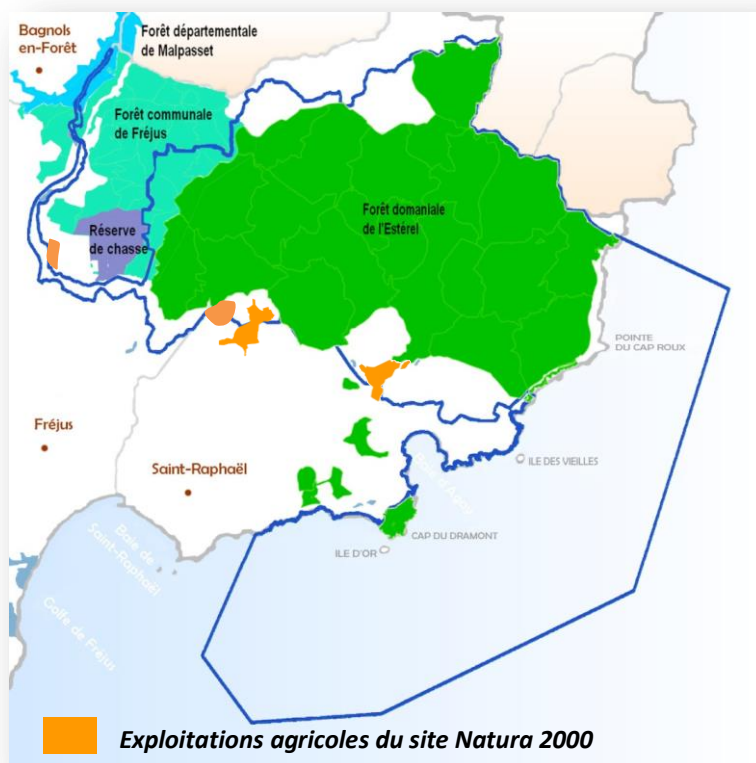 Bagnols
en-Forêt
Forêt départementale
de Malpasset
Forêt communale
de Fréjus
Réserve
de chasse
Forêt domaniale
de l'Estérel
POINTE
DU CAP ROUX
Fréjus
Saint-Raphaël
ILE DES VIEILLES
Baie d'Agay
CAP DU DRAMONT
ILE D'OR
Baie de
Saint-Raphaël
Golfe de Fréjus
Exploitations agricoles du site Natura 2000